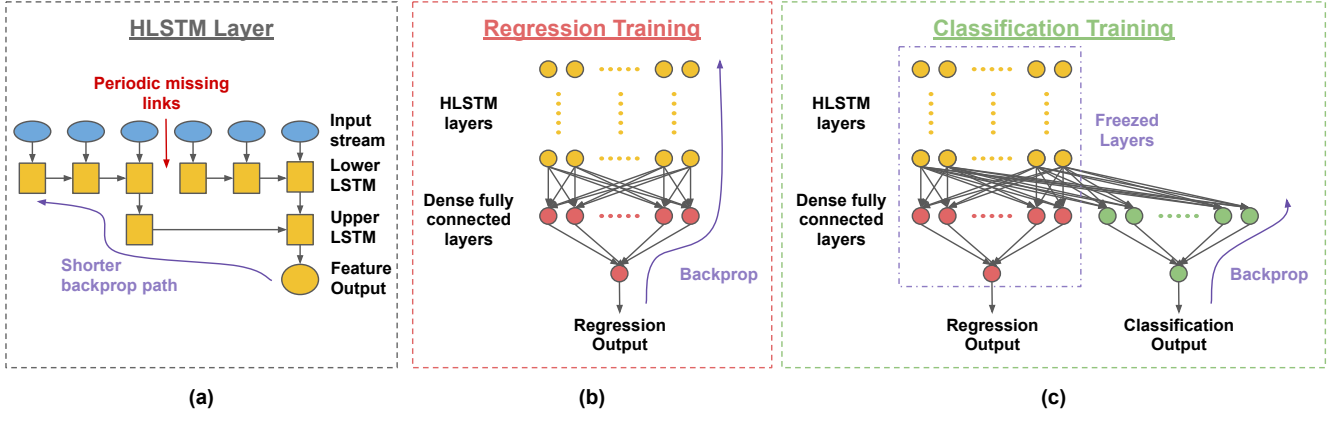 HLSTM Layer
Periodic missing
links
Input
stream
Lower
LSTM
Upper
LSTM
Shorter
backprop path
Feature
Output
(a)
Regression Training
HLSTM
layers
Dense fully
connected
layers
Backprop
Regression
Output
(b)
Classification Training
HLSTM
layers
Freezed
Layers
Dense fully
connected
layers
Backprop
Regression
Output
Classification
Output
(c)